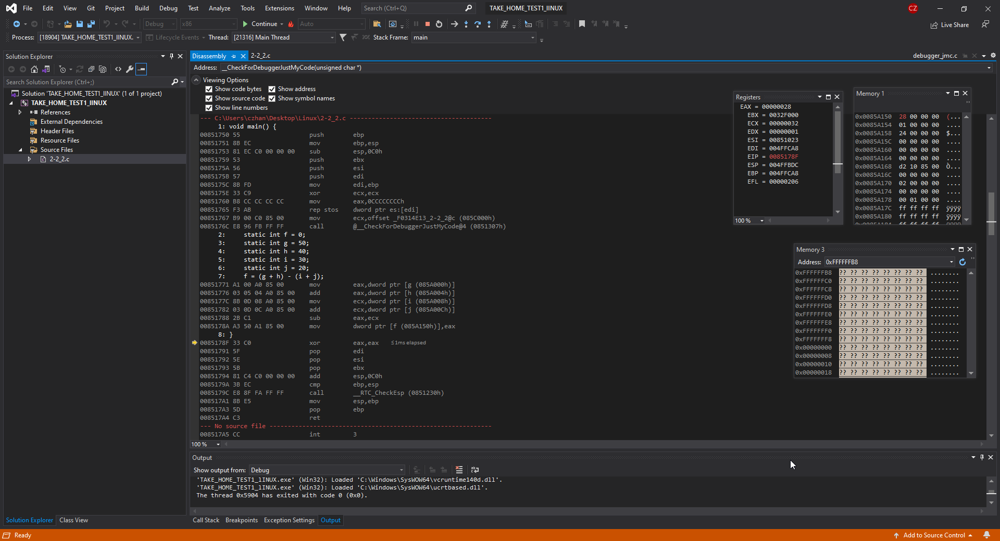 File Edit View Git Project Build Debug Test Analyze Tools Extensions Window Help Search (Ctrl+Q) TAKE_HOME_TEST1_lINUX CZ
Debug x86 Continue Auto Live Share
Process: [18904] TAKE_HOME_TEST1_lINUX. Lifecycle Events Thread: [21316] Main Thread Stack Frame: main
Solution Explorer
Search Solution Explorer (Ctrl+;)
Solution 'TAKE_HOME_TEST1_lINUX' (1 of 1 project)
TAKE_HOME_TEST1_lINUX
References
External Dependencies
Header Files
Resource Files
Source Files
2-2_2.c
Solution Explorer Class View
Disassembly 2-2_2.c debugger_jmc.c
Address: __CheckForDebuggerJustMyCode(unsigned char *)
Viewing Options
Show code bytes Show address
Show source code Show symbol names
Show line numbers
--- C:\Users\czhan\Desktop\Linux\2-2_2.c ---------------------------------------
1: void main() {
00851750 55 push ebp
00851751 8B EC mov ebp,esp
00851753 81 EC C0 00 00 00 sub esp,0C0h
00851759 53 push ebx
0085175A 56 push esi
0085175B 57 push edi
0085175C 8B FD mov edi,ebp
0085175E 33 C9 xor ecx,ecx
00851760 B8 CC CC CC CC mov eax,0CCCCCCCCh
00851765 F3 AB rep stos dword ptr es:[edi]
00851767 B9 00 C0 85 00 mov ecx,offset _F0314E13_2-2_2@c (085C000h)
0085176C E8 96 FB FF FF call @__CheckForDebuggerJustMyCode@4 (0851307h)
2: static int f = 0;
3: static int g = 50;
4: static int h = 40;
5: static int i = 30;
6: static int j = 20;
7: f = (g + h) - (i + j);
00851771 A1 00 A0 85 00 mov eax,dword ptr [g (085A000h)]
00851776 03 05 04 A0 85 00 add eax,dword ptr [h (085A004h)]
0085177C 8B 0D 08 A0 85 00 mov ecx,dword ptr [i (085A008h)]
00851782 03 0D 0C A0 85 00 add ecx,dword ptr [j (085A00Ch)]
00851788 2B C1 sub eax,ecx
0085178A A3 50 A1 85 00 mov dword ptr [f (085A150h)],eax
8: }
0085178F 33 C0 xor eax,eax ≤1ms elapsed
00851791 5F pop edi
00851792 5E pop esi
00851793 5B pop ebx
00851794 81 C4 C0 00 00 00 add esp,0C0h
0085179A 3B EC cmp ebp,esp
0085179C E8 8F FA FF FF call __RTC_CheckEsp (0851230h)
008517A1 8B E5 mov esp,ebp
008517A3 5D pop ebp
008517A4 C3 ret
--- No source file -------------------------------------------------------------
008517A5 CC int 3
100 %
Registers
EAX = 00000028
EBX = 0032F000
ECX = 00000032
EDX = 00000001
ESI = 00851023
EDI = 004FFCA8
EIP = 0085178F
ESP = 004FFBDC
EBP = 004FFCA8
EFL = 00000206
100 %
Memory 1
0x0085A150 28 00 00 00 (...
0x0085A154 01 00 00 00 ....
0x0085A158 24 00 00 00 $...
0x0085A15C 00 00 00 00 ....
0x0085A160 00 00 00 00 ....
0x0085A164 00 00 00 00 ....
0x0085A168 d2 10 85 00 Ò...
0x0085A16C 00 00 00 00 ....
0x0085A170 02 00 00 00 ....
0x0085A174 00 00 00 00 ....
0x0085A178 00 01 00 00 ....
0x0085A17C ff ff ff ff ÿÿÿÿ
0x0085A180 ff ff ff ff ÿÿÿÿ
Memory 3
Address: 0xFFFFFFB8
0xFFFFFFB8 ?? ?? ?? ?? ?? ?? ?? ?? ........
0xFFFFFFC0 ?? ?? ?? ?? ?? ?? ?? ?? ........
0xFFFFFFC8 ?? ?? ?? ?? ?? ?? ?? ?? ........
0xFFFFFFD0 ?? ?? ?? ?? ?? ?? ?? ?? ........
0xFFFFFFD8 ?? ?? ?? ?? ?? ?? ?? ?? ........
0xFFFFFFE0 ?? ?? ?? ?? ?? ?? ?? ?? ........
0xFFFFFFE8 ?? ?? ?? ?? ?? ?? ?? ?? ........
0xFFFFFFF0 ?? ?? ?? ?? ?? ?? ?? ?? ........
0xFFFFFFF8 ?? ?? ?? ?? ?? ?? ?? ?? ........
0x00000000 ?? ?? ?? ?? ?? ?? ?? ?? ........
0x00000008 ?? ?? ?? ?? ?? ?? ?? ?? ........
0x00000010 ?? ?? ?? ?? ?? ?? ?? ?? ........
0x00000018 ?? ?? ?? ?? ?? ?? ?? ?? ........
Output
Show output from: Debug
'TAKE_HOME_TEST1_lINUX.exe' (Win32): Loaded 'C:\Windows\SysWOW64\vcruntime140d.dll'.
'TAKE_HOME_TEST1_lINUX.exe' (Win32): Loaded 'C:\Windows\SysWOW64\ucrtbased.dll'.
The thread 0x5904 has exited with code 0 (0x0).
Call Stack Breakpoints Exception Settings Output
Ready Add to Source Control